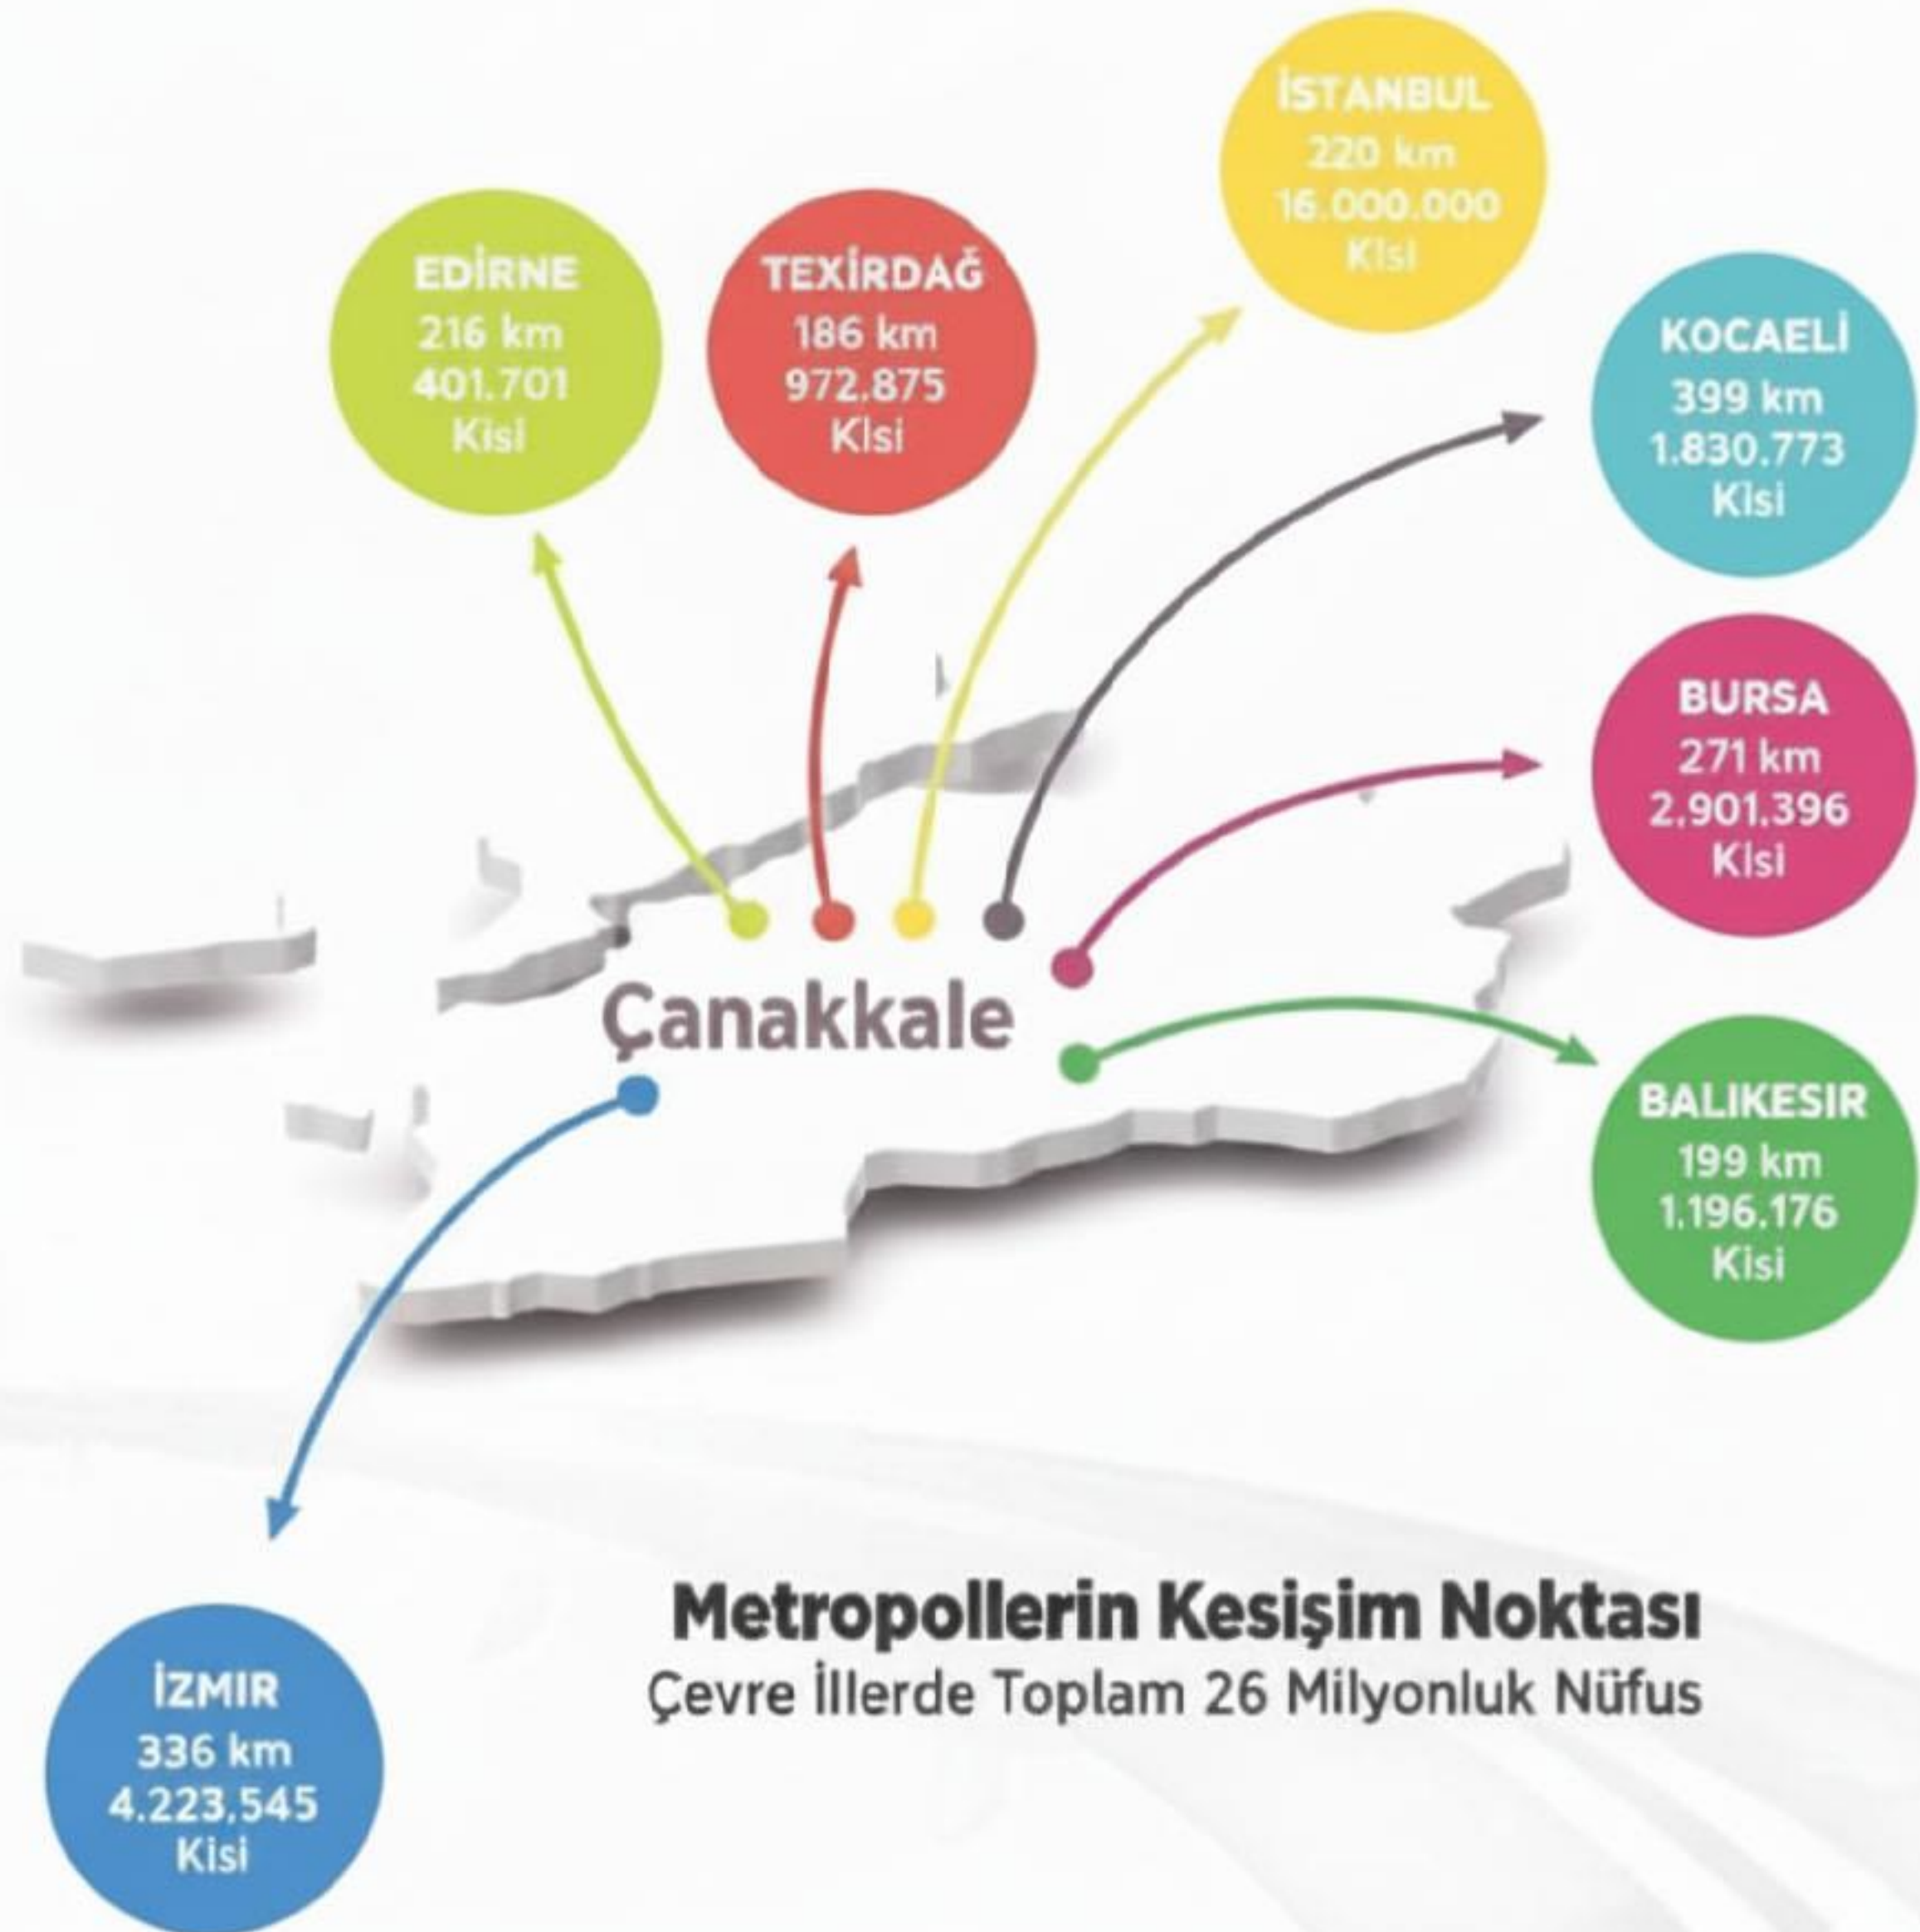 İSTANBUL
220 km
16.000.000
Kisi
EDİRNE
216 km
401.701
Kisi
TEXİRDAĞ
186 km
972.875
Kisi
KOCAELİ
399 km
1.830.773
Kisi
BURSA
271 km
2.901.396
Kisi
Çanakkale
BALIKESIR
199 km
1.196.176
Kisi
Metropollerin Kesişim Noktası
Çevre İllerde Toplam 26 Milyonluk Nüfus
İZMIR
336 km
4.223,545
Kisi